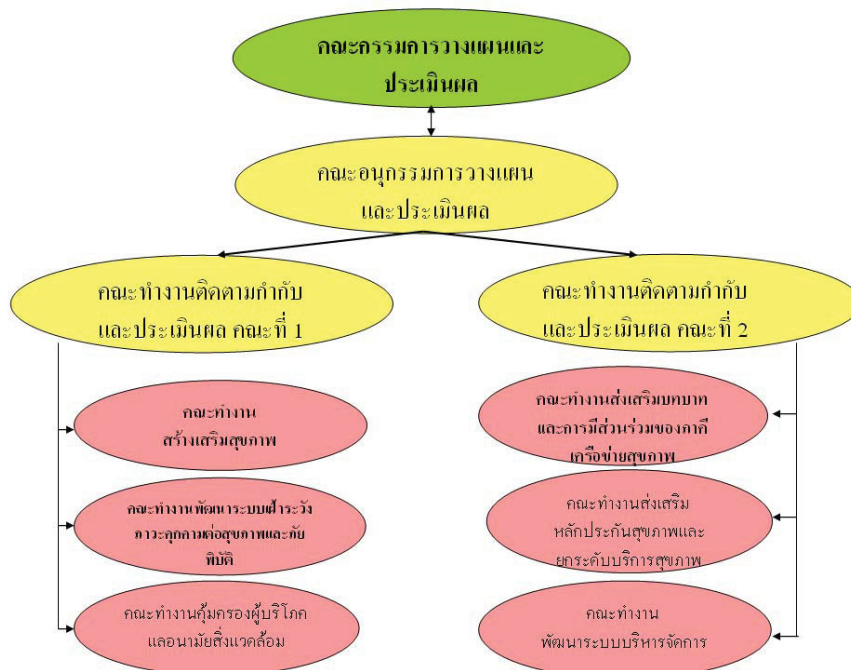 คณะกรรมการวางแผนและ
ประเมินผล
คณะอนุกรรมการวางแผน
และประเมินผล
คณะทำงานติดตามกำกับ
และประเมินผล คณะที่ 1
คณะทำงานติดตามกำกับ
และประเมินผล คณะที่ 2
คณะทำงาน
สร้างเสริมสุขภาพ
คณะทำงานพัฒนาระบบเฝ้าระวัง
ภาวะคุกคามต่อสุขภาพและภัย
พิบัติ
คณะทำงานคุ้มครองผู้บริโภค
แลอนามัยสิ่งแวดล้อม
คณะทำงานส่งเสริมบทบาท
และการมีส่วนร่วมของภาคี
เครือข่ายสุขภาพ
คณะทำงานส่งเสริม
หลักประกันสุขภาพและ
ยกระดับบริการสุขภาพ
คณะทำงาน
พัฒนาระบบบริหารจัดการ